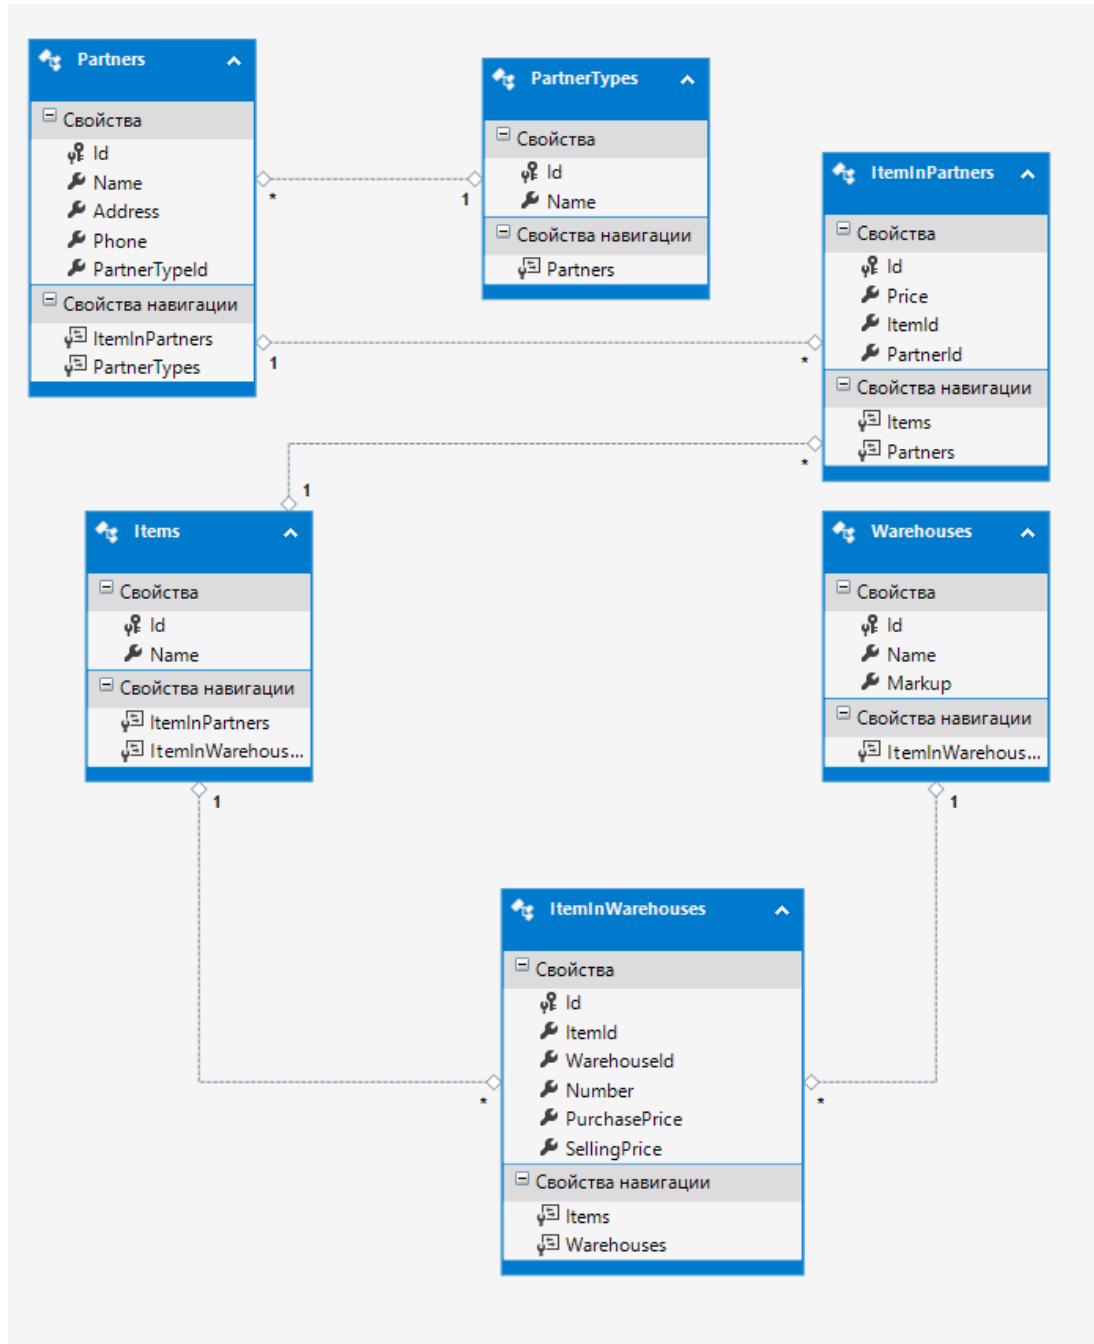 Partners
Свойства
Id
Name
Address
Phone
PartnerTypeId
Свойства навигации
ItemInPartners
PartnerTypes
PartnerTypes
Свойства
Id
Name
Свойства навигации
Partners
ItemInPartners
Свойства
Id
Price
ItemId
PartnerId
Свойства навигации
Items
Partners
*
1
1
*
*
1
Items
Свойства
Id
Name
Свойства навигации
ItemInPartners
ItemInWarehous...
Warehouses
Свойства
Id
Name
Markup
Свойства навигации
ItemInWarehous...
1
1
ItemInWarehouses
Свойства
Id
ItemId
WarehouseId
Number
PurchasePrice
SellingPrice
Свойства навигации
Items
Warehouses
*
*